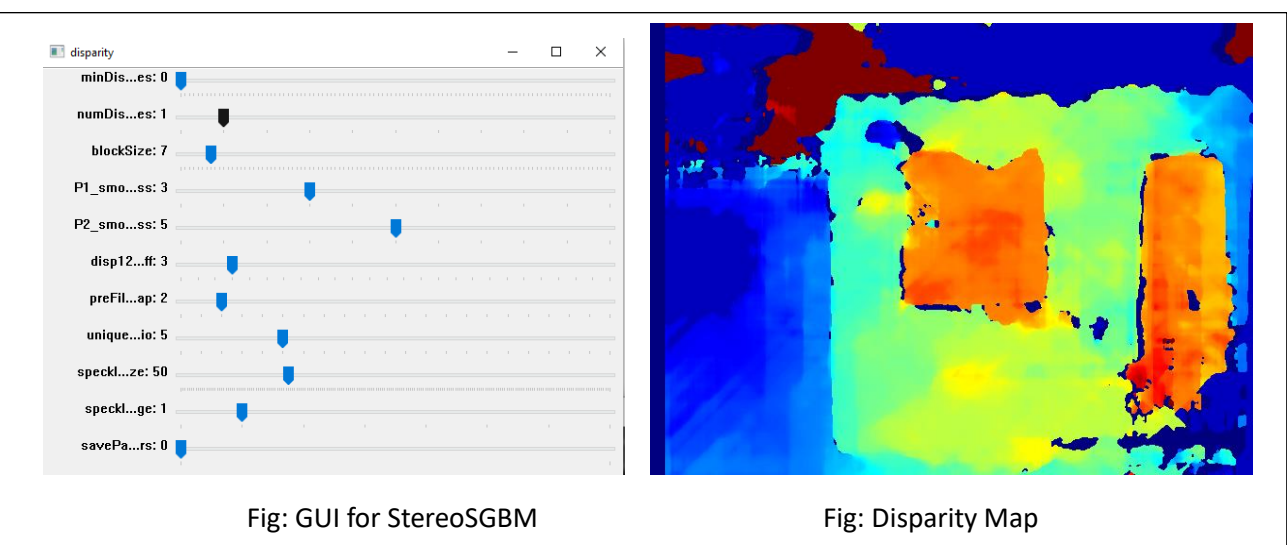 disparity
minDis...es: 0
numDis...es: 1
blockSize: 7
P1_smo...ss: 3
P2_smo...ss: 5
disp12...ff: 3
preFil...ap: 2
unique...io: 5
speckl...ze: 50
speckl...ge: 1
savePa...rs: 0
Fig: GUI for StereoSGBM
Fig: Disparity Map